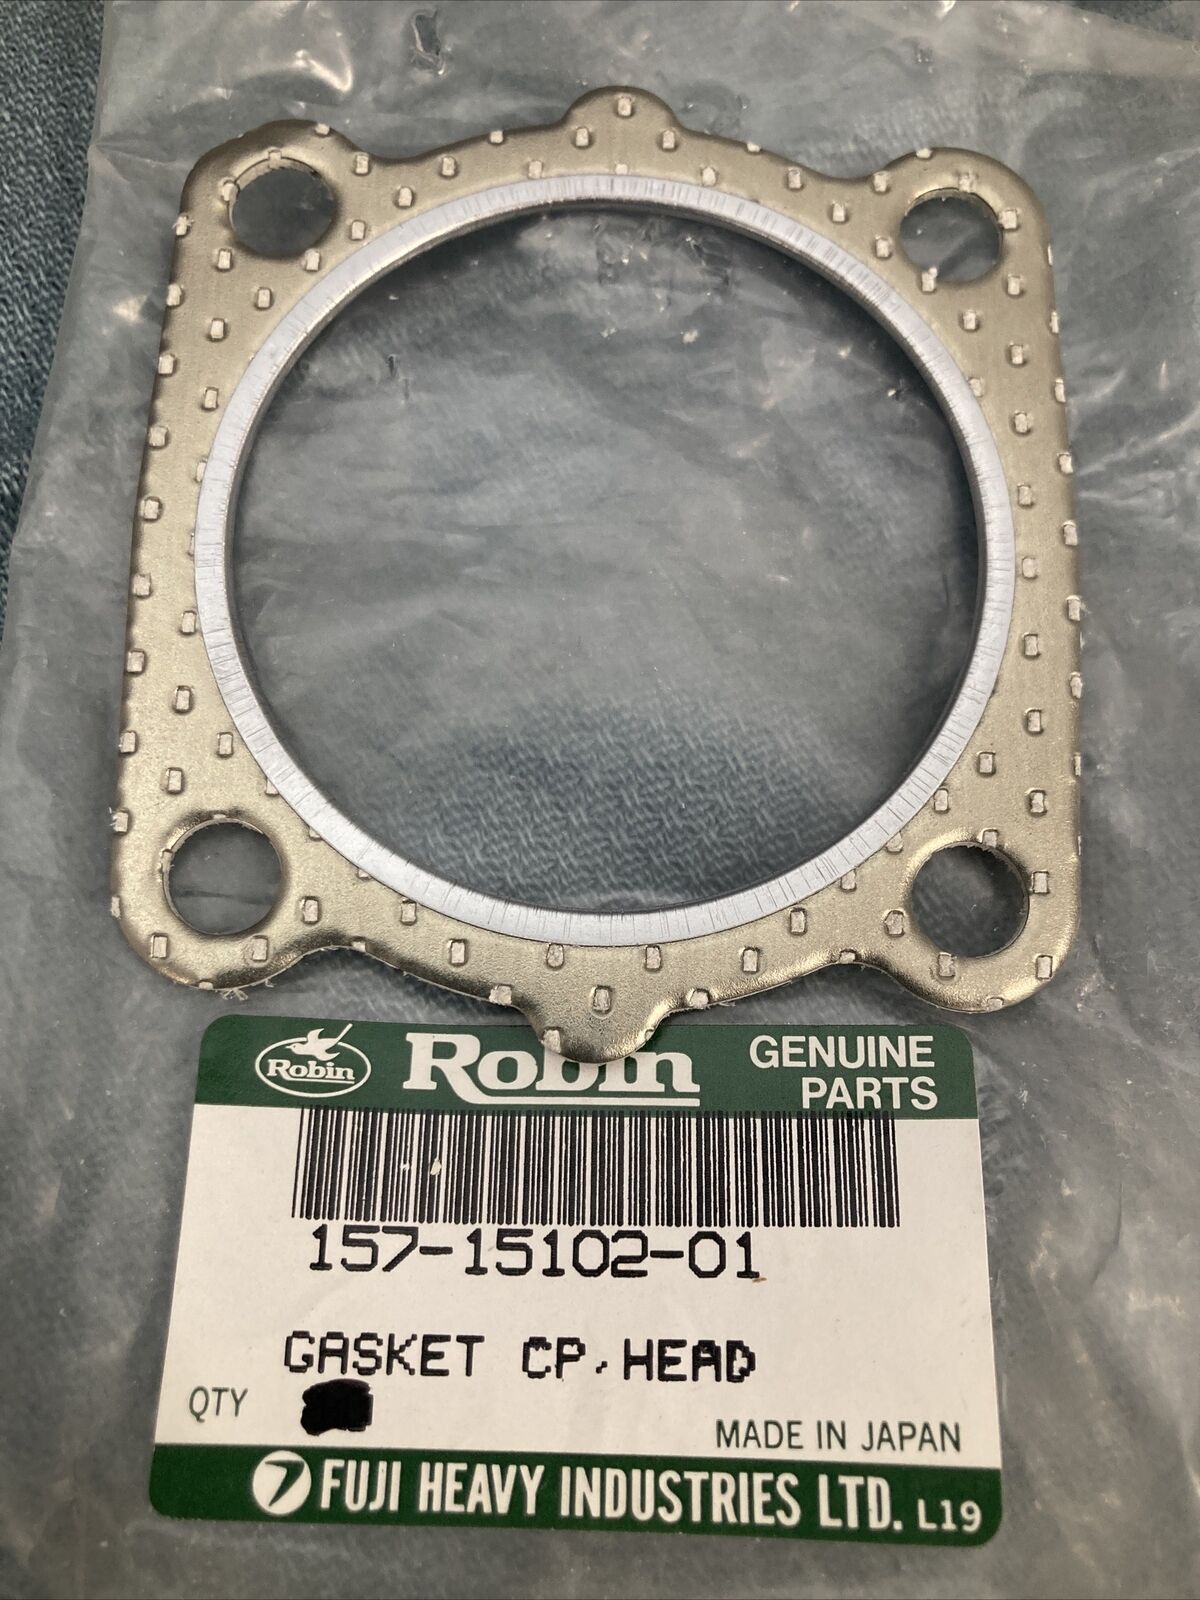 Robin
Robin
GENUINE
PARTS
157-15102-01
GASKET CP, HEAD
QTY
MADE IN JAPAN
FUJI HEAVY INDUSTRIES LTD. L19